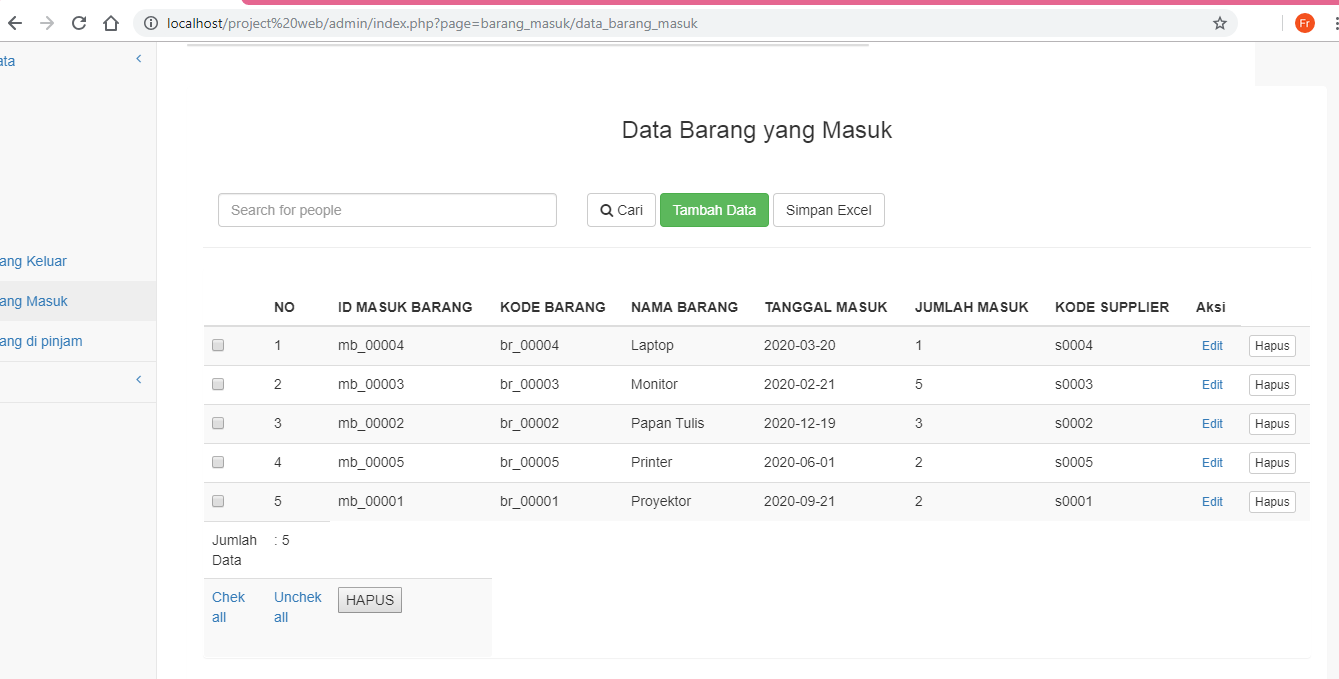 localhost/project%20web/admin/index.php?page=barang_masuk/data_barang_masuk
Fr
ata
Data Barang yang Masuk
Search for people Cari Tambah Data Simpan Excel
ang Keluar
ang Masuk
ang di pinjam
NO ID MASUK BARANG KODE BARANG NAMA BARANG TANGGAL MASUK JUMLAH MASUK KODE SUPPLIER Aksi
1 mb_00004 br_00004 Laptop 2020-03-20 1 s0004 Edit Hapus
2 mb_00003 br_00003 Monitor 2020-02-21 5 s0003 Edit Hapus
3 mb_00002 br_00002 Papan Tulis 2020-12-19 3 s0002 Edit Hapus
4 mb_00005 br_00005 Printer 2020-06-01 2 s0005 Edit Hapus
5 mb_00001 br_00001 Proyektor 2020-09-21 2 s0001 Edit Hapus
Jumlah : 5
Data
Chek Unchek HAPUS
all all